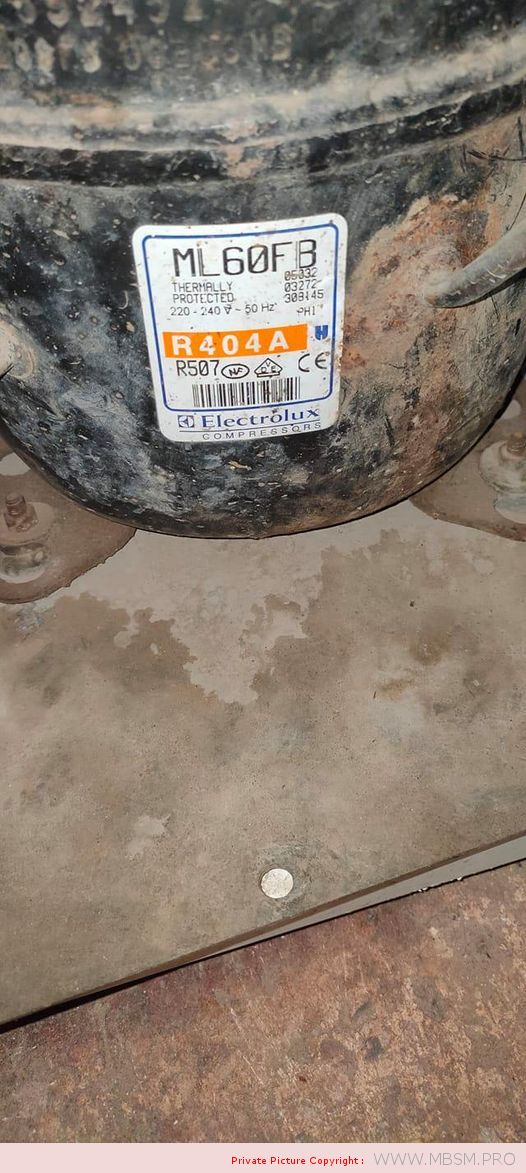 ML60FB
THERMALLY
PROTECTED
220 - 240 V ~ 50 Hz
05032
03272
308145
PH1
R404A
R507 NF CE
Electrolux
COMPRESSORS
Private Picture Copyright : WWW.MBSM.PRO